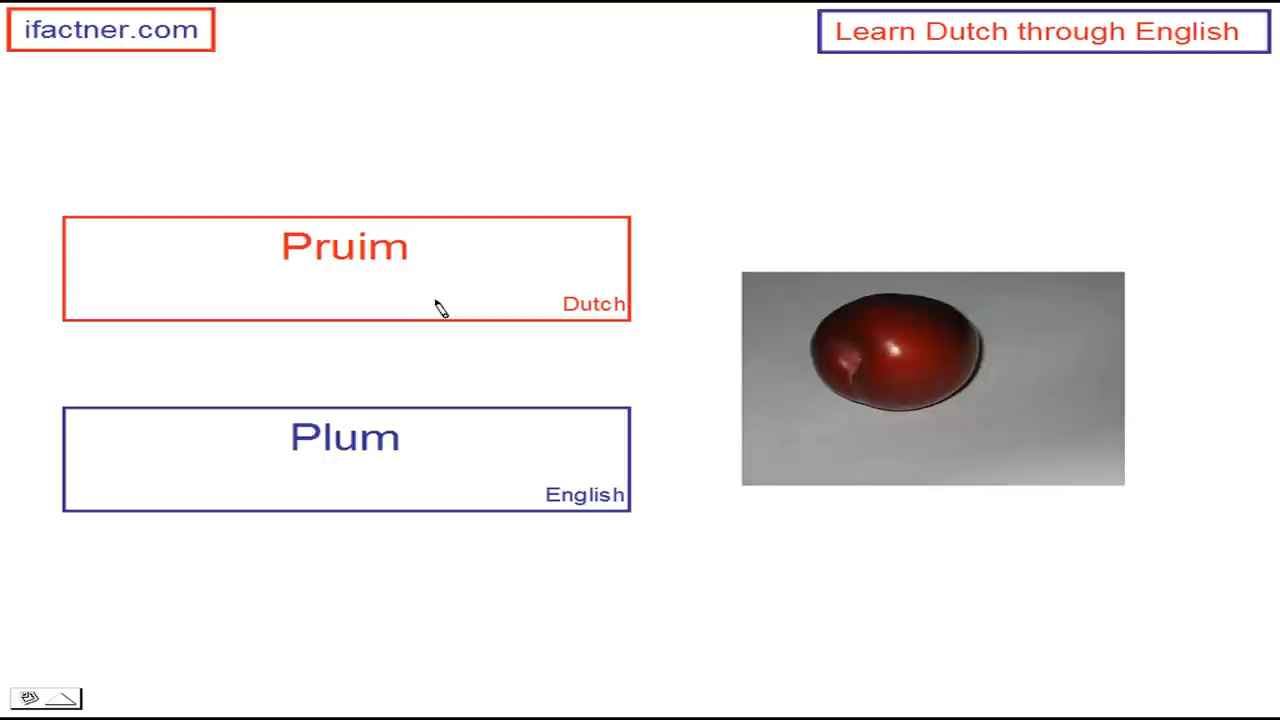 ifactner.com
Learn Dutch through English
Pruim
Dutch
Plum
English